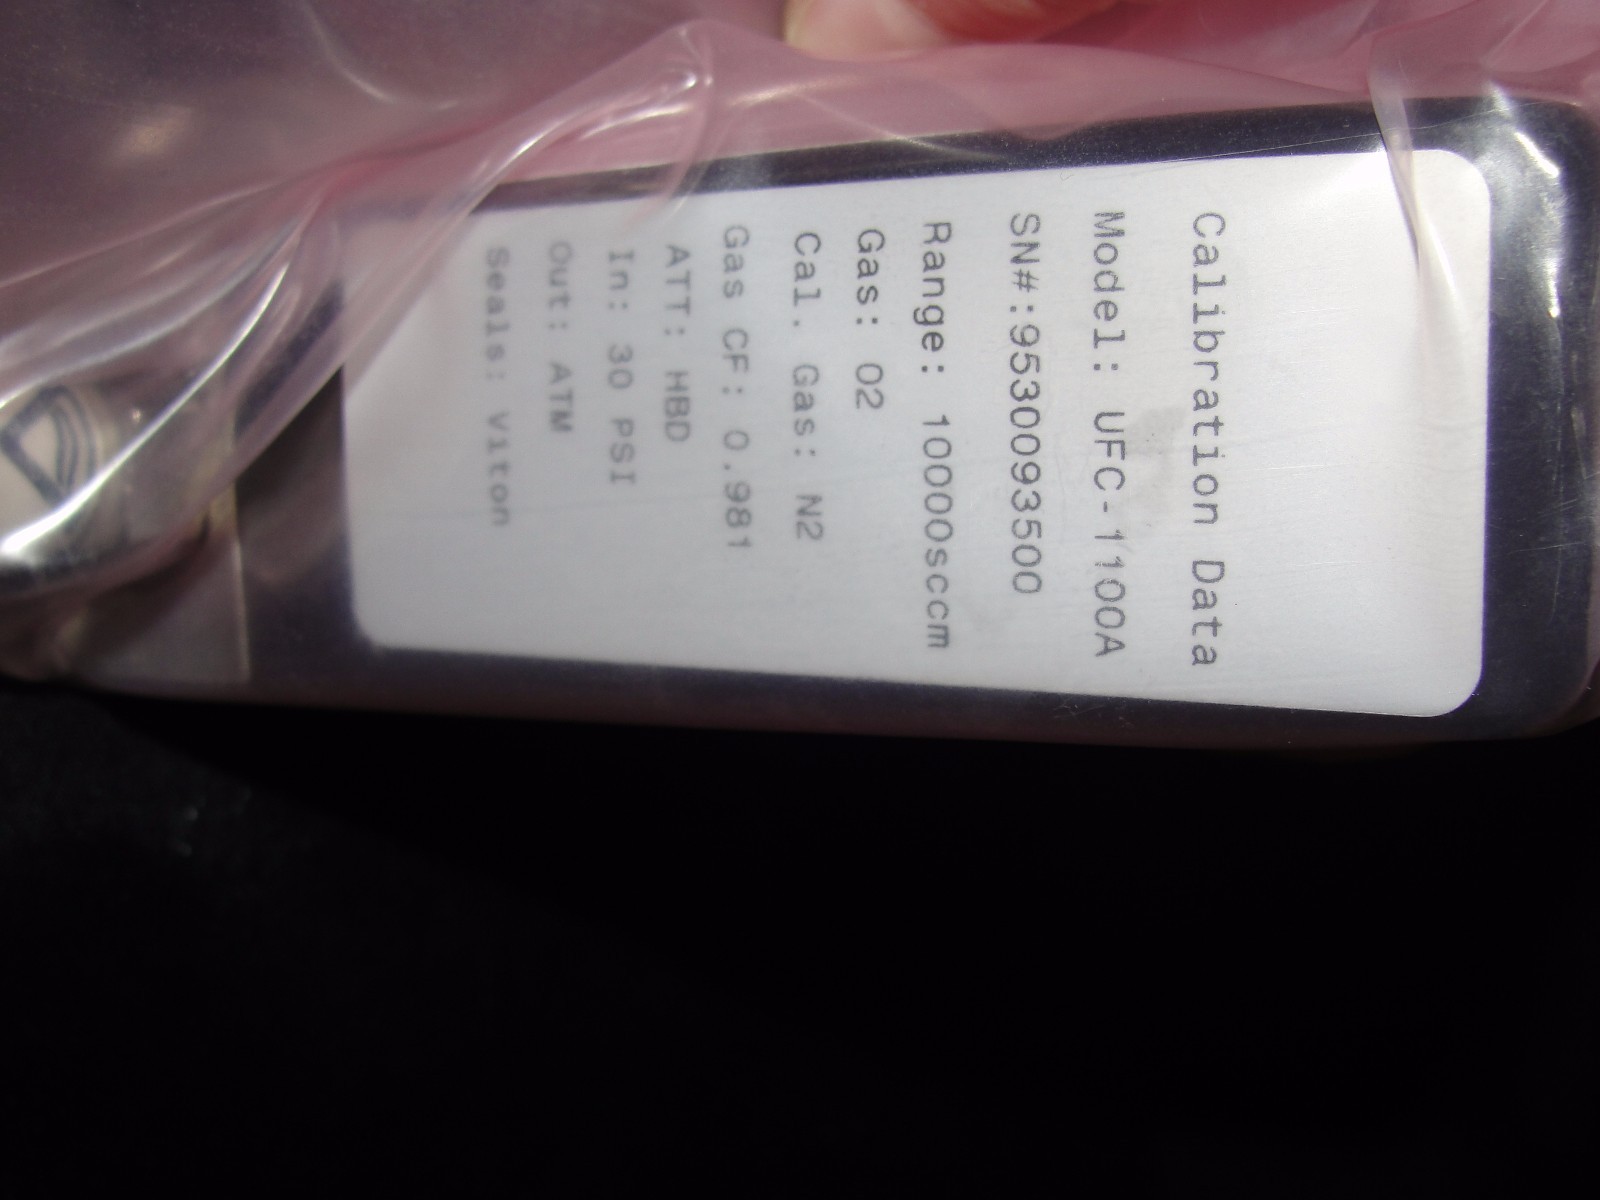 Calibration Data
Model: UFC-1100A
SN#:9530093500
Range: 10000sccm
Gas: O2
Cal. Gas: N2
Gas CF: 0.981
ATT: HBD
In: 30 PSI
Out: ATM
Seals: Viton